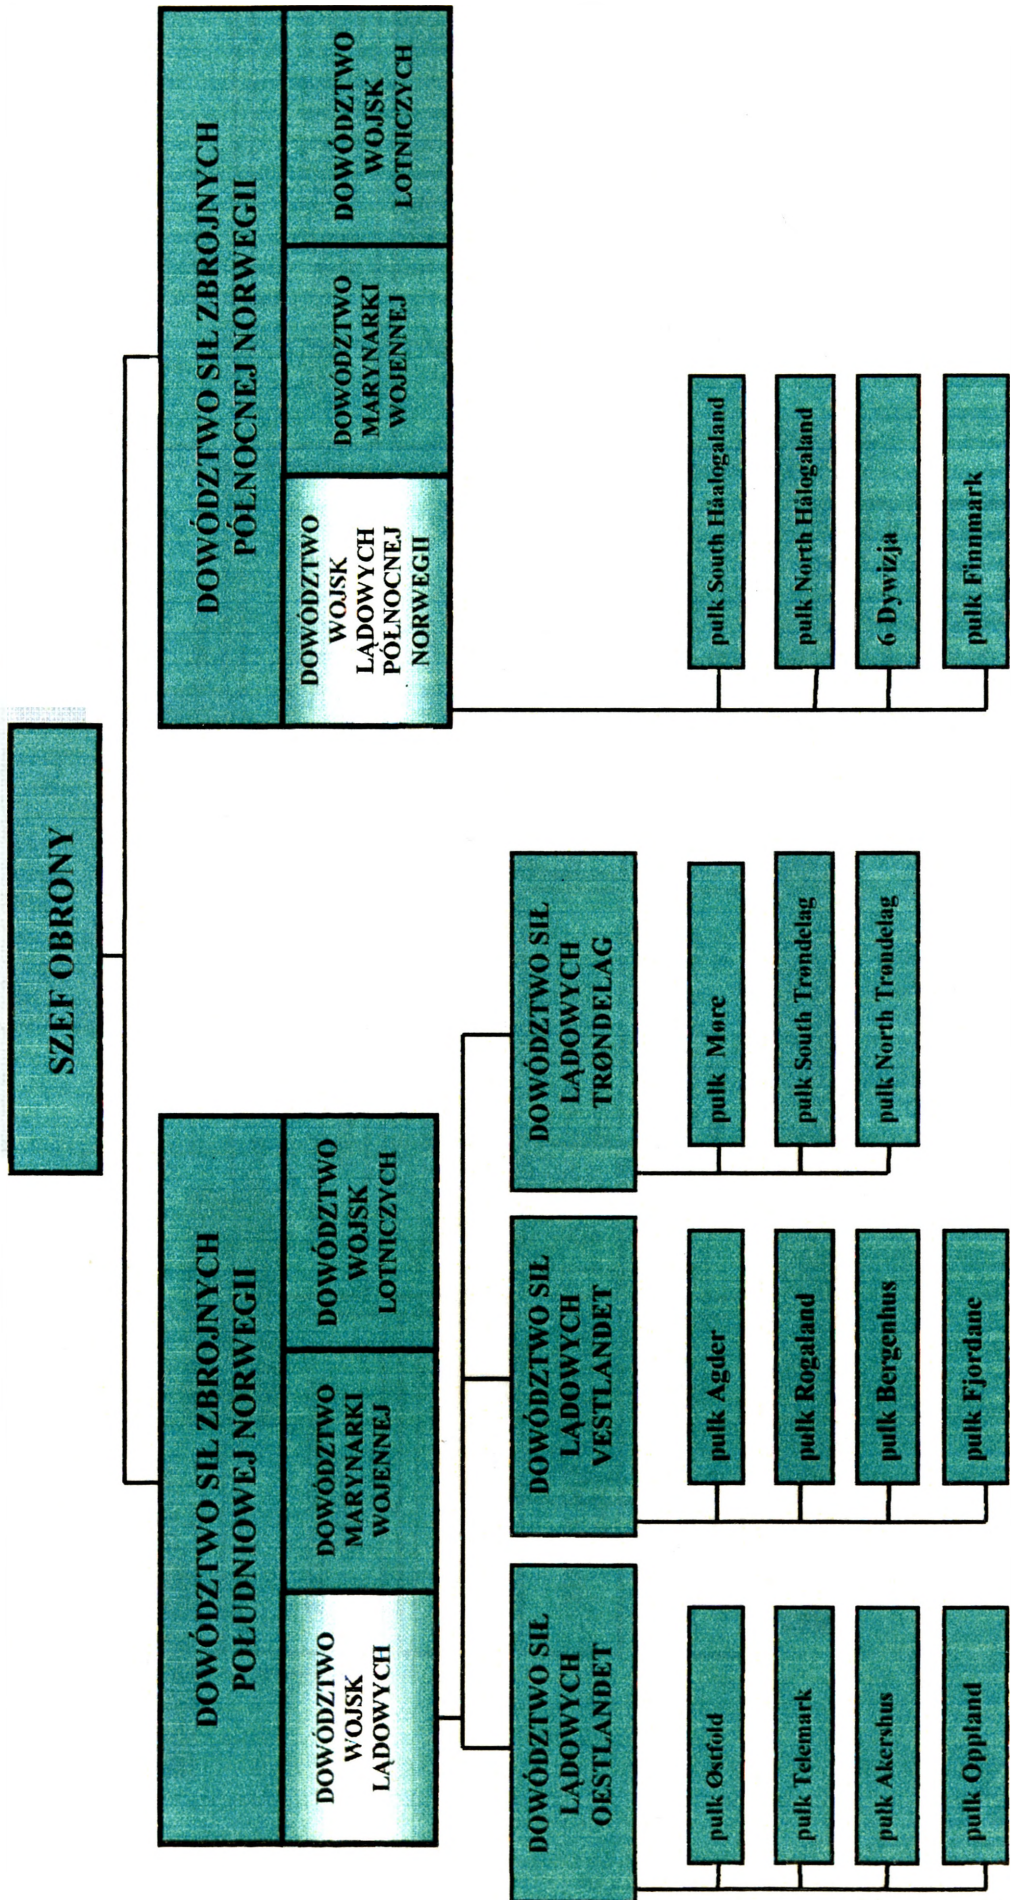 SZEF OBRONY
DOWÓDZTWO SIŁ ZBROJNYCH
POŁUDNIOWEJ NORWEGII
DOWÓDZTWO
WOJSK
LĄDOWYCH
DOWÓDZTWO
MARYNARKI
WOJENNEJ
DOWÓDZTWO
WOJSK
LOTNICZYCH
DOWÓDZTWO SIŁ ZBROJNYCH
PÓŁNOCNEJ NORWEGII
DOWÓDZTWO
WOJSK
LĄDOWYCH
PÓŁNOCNEJ
NORWEGII
DOWÓDZTWO
MARYNARKI
WOJENNEJ
DOWÓDZTWO
WOJSK
LOTNICZYCH
DOWÓDZTWO SIŁ
LĄDOWYCH
OESTLANDET
pułk Østfold
pułk Telemark
pułk Akershus
pułk Oppland
DOWÓDZTWO SIŁ
LĄDOWYCH
VESTLANDET
pułk Agder
pułk Rogaland
pułk Bergenhus
pułk Fjordane
DOWÓDZTWO SIŁ
LĄDOWYCH
TRØNDELAG
pułk Møre
pułk South Trøndelag
pułk North Trøndelag
pułk South Håalogaland
pułk North Hålogaland
6 Dywizja
pułk Finnmark